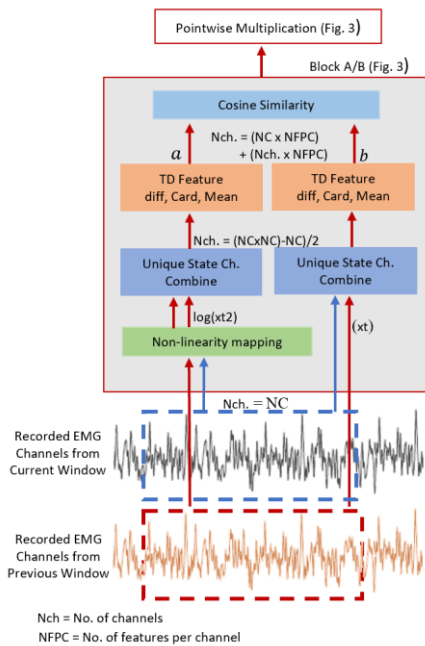 Pointwise Multiplication (Fig. 3)
Block A/B (Fig. 3)
Cosine Similarity
Nch. = (NC x NFPC)
+ (Nch. x NFPC)
a
b
TD Feature
diff, Card, Mean
TD Feature
diff, Card, Mean
Nch. = (NCxNC)-NC)/2
Unique State Ch.
Combine
Unique State Ch.
Combine
log(xt2)
(xt)
Non-linearity mapping
Nch. = NC
Recorded EMG
Channels from
Current Window
Recorded EMG
Channels from
Previous Window
Nch = No. of channels
NFPC = No. of features per channel